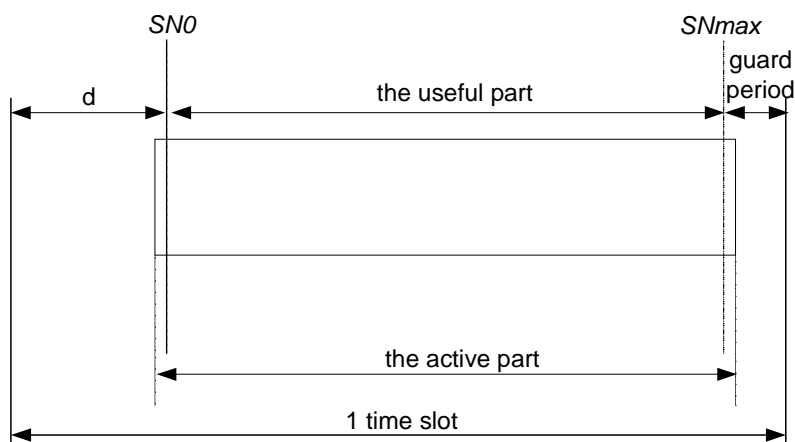 SN0
SNmax
guard
period
d
the useful part
the active part
1 time slot